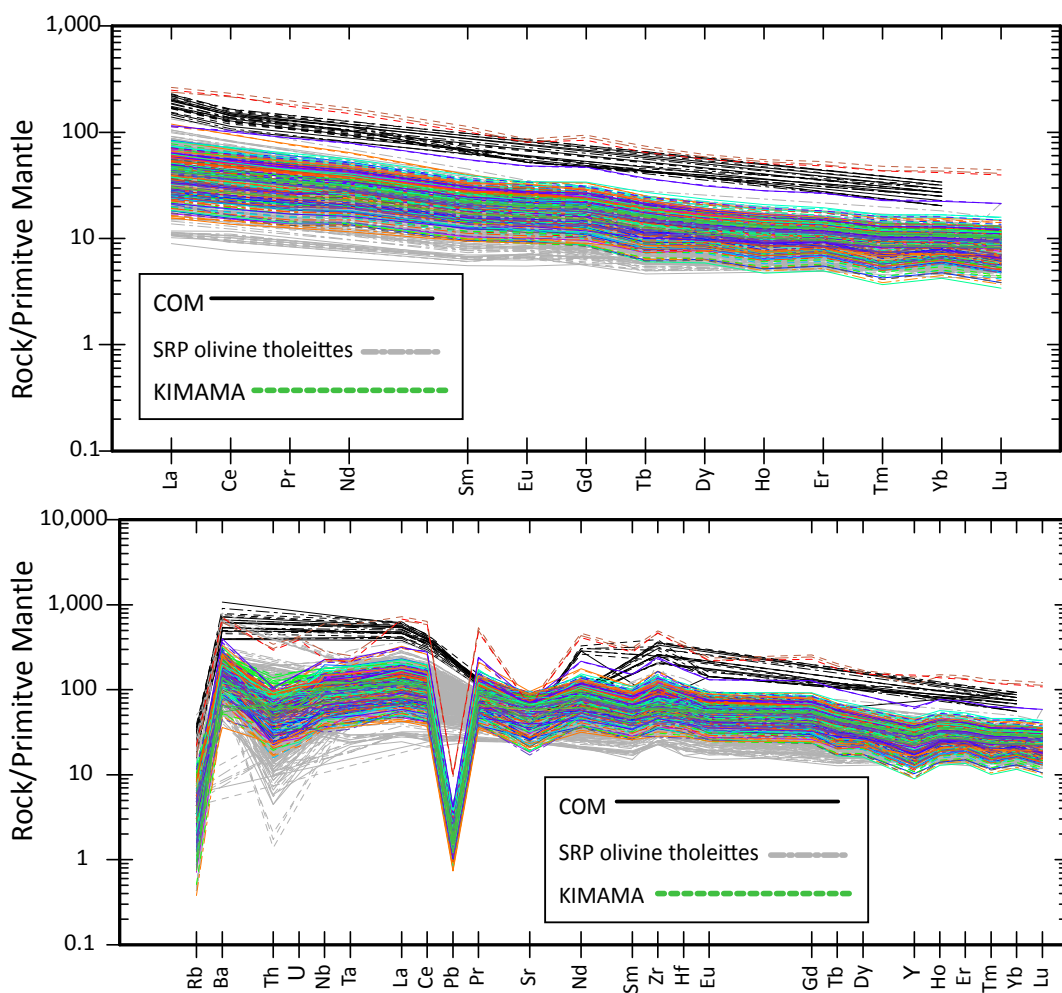 Rock/Primitve Mantle
1,000
100
10
1
0.1
COM
SRP olivine tholeittes
KIMAMA
La Ce Pr Nd Sm Eu Gd Tb Dy Ho Er Tm Yb Lu
Rock/Primitve Mantle
10,000
1,000
100
10
1
0.1
COM
SRP olivine tholeittes
KIMAMA
Rb Ba Th U Nb Ta La Ce Pb Pr Sr Nd Sm Zr Hf Eu Gd Tb Dy Y Ho Er Tm Yb Lu